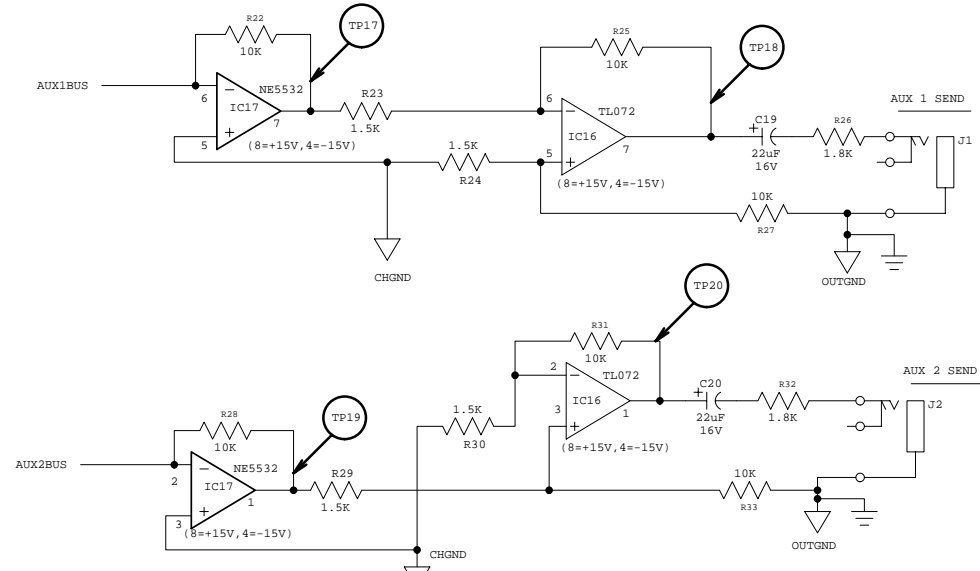 R22
10K
TP17
R25
10K
TP18
AUX1BUS
6
NE5532
IC17
7
5
(8=+15V,4=-15V)
R23
1.5K
6
TL072
IC16
7
5
(8=+15V,4=-15V)
1.5K
R24
+
C19
22uF
16V
R26
1.8K
AUX 1 SEND
J1
10K
R27
CHGND
OUTGND
TP20
R31
10K
2
TL072
IC16
3
1
(8=+15V,4=-15V)
1.5K
R30
+
C20
22uF
16V
R32
1.8K
AUX 2 SEND
J2
R28
10K
TP19
AUX2BUS
2
NE5532
IC17
1
3
(8=+15V,4=-15V)
R29
1.5K
10K
R33
CHGND
OUTGND